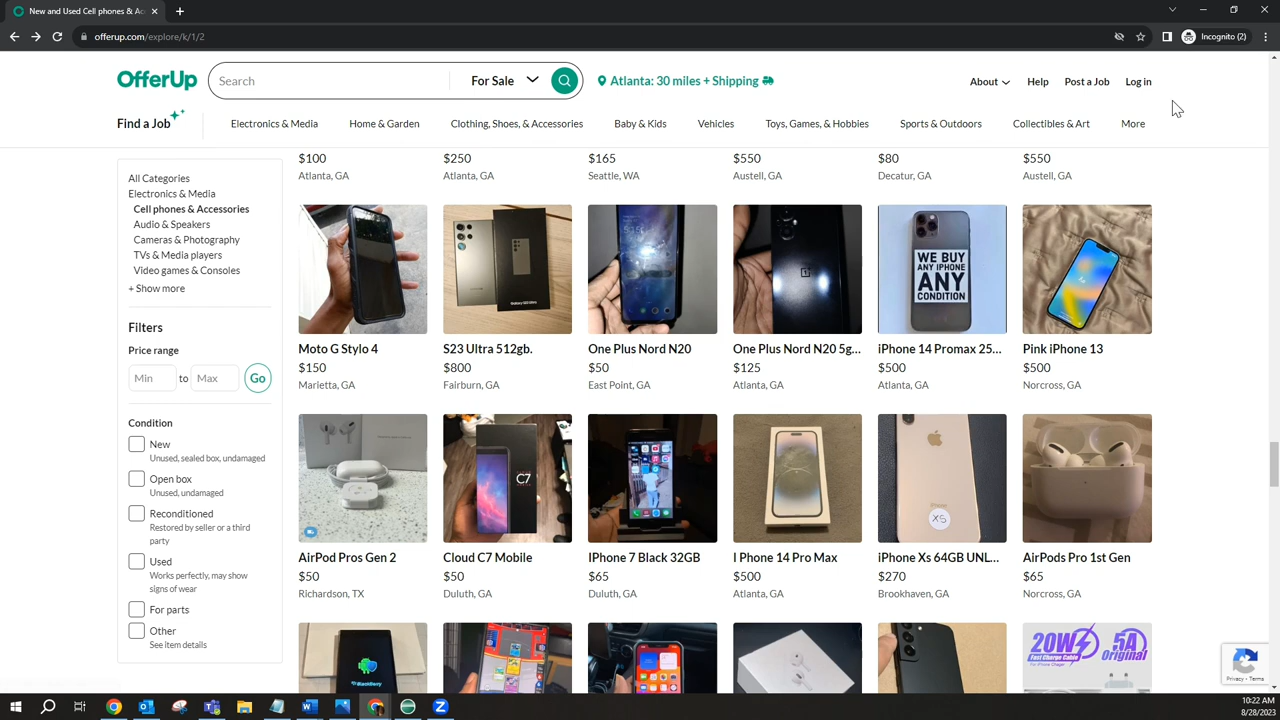 New and Used Cell phones & Ac
offerup.com/explore/k/1/2
Incognito (2)
OfferUp
Search
For Sale
Atlanta: 30 miles + Shipping
About
Help
Post a Job
Log in
Find a Job
Electronics & Media
Home & Garden
Clothing, Shoes, & Accessories
Baby & Kids
Vehicles
Toys, Games, & Hobbies
Sports & Outdoors
Collectibles & Art
More
All Categories
Electronics & Media
Cell phones & Accessories
Audio & Speakers
Cameras & Photography
TVs & Media players
Video games & Consoles
+ Show more
Filters
Price range
Min to Max Go
Condition
New
Unused, sealed box, undamaged
Open box
Unused, undamaged
Reconditioned
Restored by seller or a third
party
Used
Works perfectly, may show
signs of wear
For parts
Other
See item details
$100
Atlanta, GA
$250
Atlanta, GA
$165
Seattle, WA
$550
Austell, GA
$80
Decatur, GA
$550
Austell, GA
Moto G Stylo 4
$150
Marietta, GA
S23 Ultra 512gb.
$800
Fairburn, GA
One Plus Nord N20
$50
East Point, GA
One Plus Nord N20 5g...
$125
Atlanta, GA
WE BUY
ANY IPHONE
ANY
CONDITION
iPhone 14 Promax 25...
$500
Atlanta, GA
Pink iPhone 13
$500
Norcross, GA
AirPod Pros Gen 2
$50
Richardson, TX
C7
Cloud C7 Mobile
$50
Duluth, GA
IPhone 7 Black 32GB
$65
Duluth, GA
I Phone 14 Pro Max
$500
Atlanta, GA
XS
iPhone Xs 64GB UNL...
$270
Brookhaven, GA
AirPods Pro 1st Gen
$65
Norcross, GA
BlackBerry
20W 5A
Fast Charge Cable Original
Privacy - Terms
10:22 AM
8/28/2023